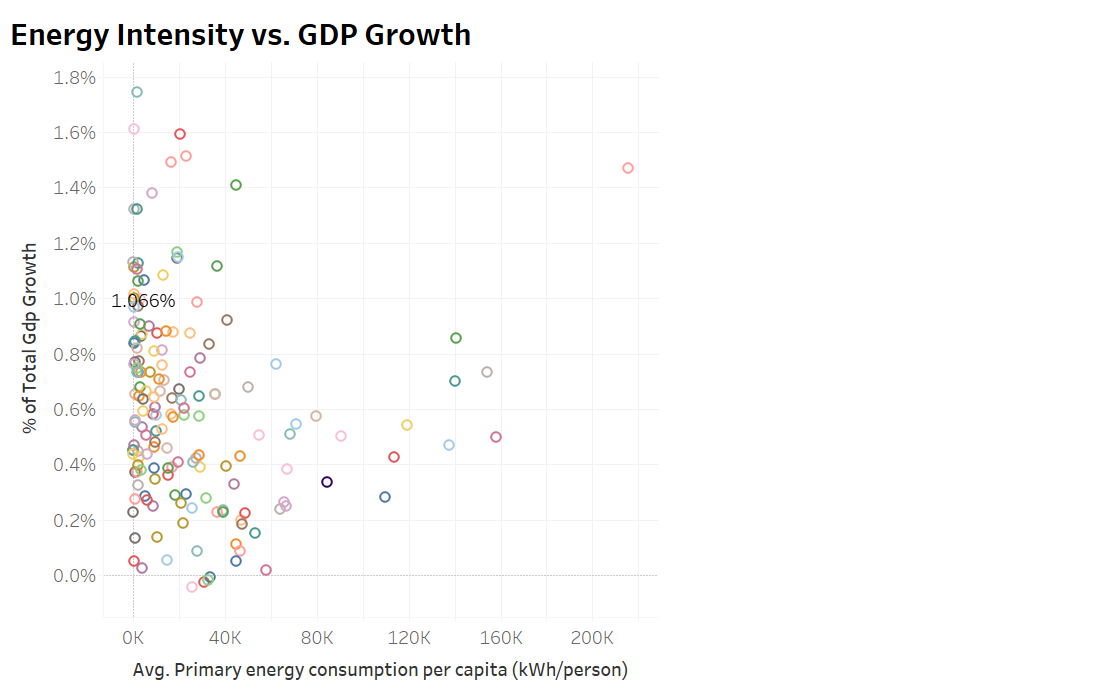 Energy Intensity vs. GDP Growth
1.8%
1.6%
1.4%
1.2%
1.0%
1.066%
0.8%
0.6%
0.4%
0.2%
0.0%
% of Total Gdp Growth
0K 40K 80K 120K 160K 200K
Avg. Primary energy consumption per capita (kWh/person)